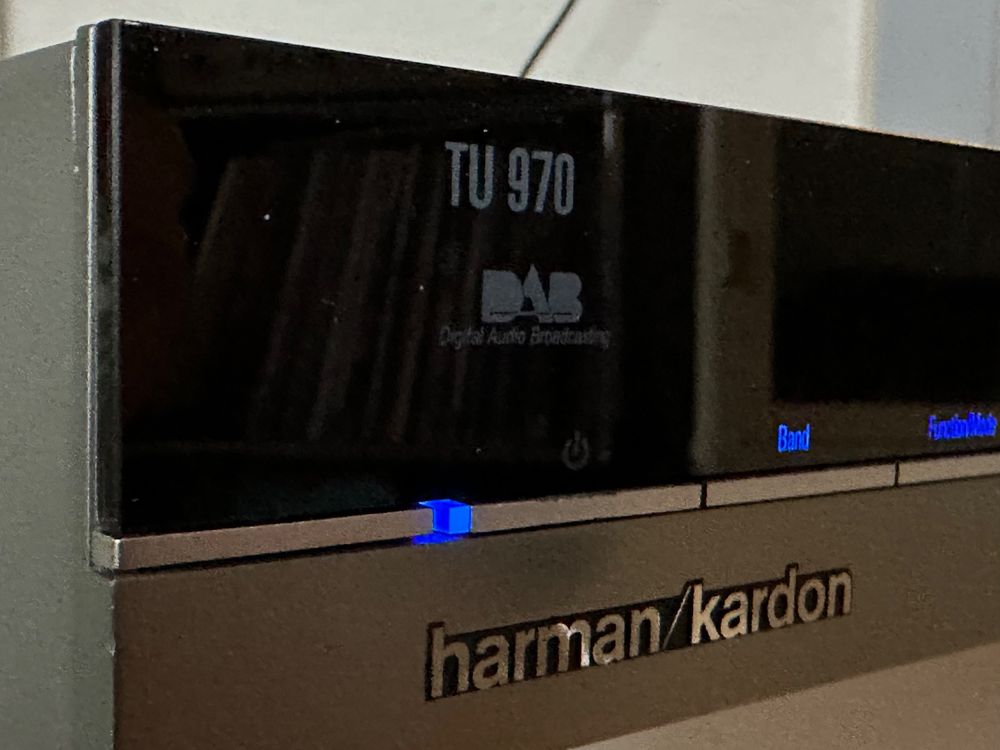 TU 970
DAB
Digital Audio Broadcasting
Band
Function/Mode
harman/kardon